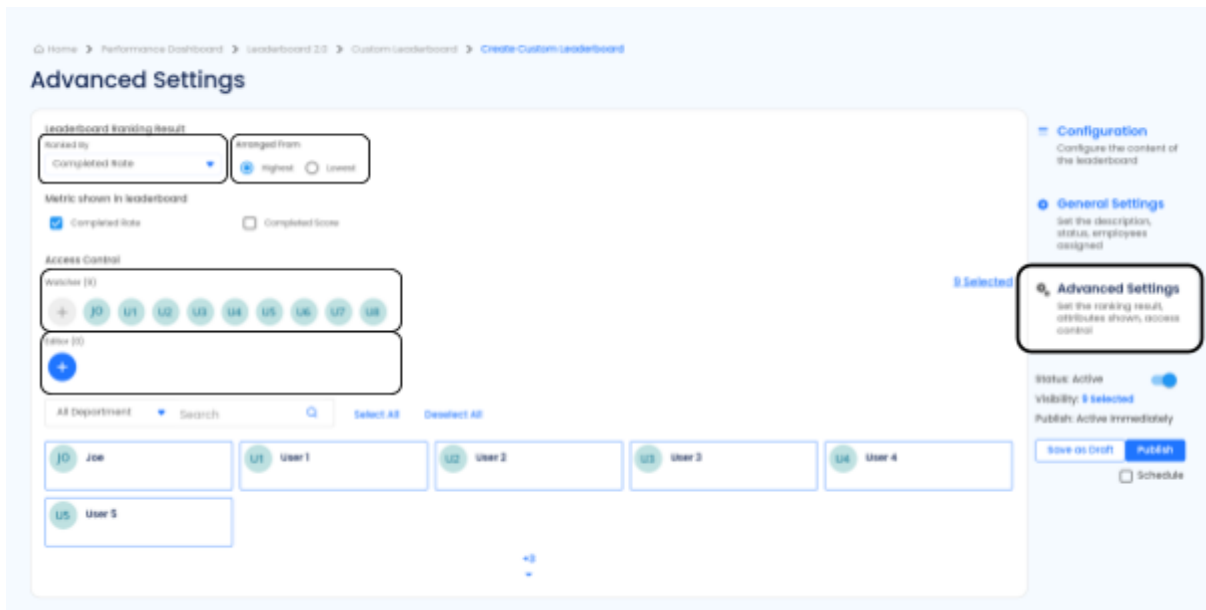 Home > Performance Dashboard > Leaderboard 2.0 > Custom Leaderboard > Create Custom Leaderboard
Advanced Settings
Leaderboard Ranking Result
Ranked By
Arranged From
Completed Rate
Highest
Lowest
Metric shown in leaderboard
Completed Rate
Completed Score
Access Control
Watcher (9)
9 Selected
+ JO U1 U2 U3 U4 U5 U6 U7 U8
Editor (0)
+
All Department
Search
Select All
Deselect All
JO Joe
U1 User 1
U2 User 2
U3 User 3
U4 User 4
U5 User 5
+3
Configuration
Configure the content of
the leaderboard
General Settings
Set the description,
status, employees
assigned
Advanced Settings
Set the ranking result,
attributes shown, access
control
Status: Active
Visibility: 9 Selected
Publish: Active Immediately
Save as Draft
Publish
Schedule